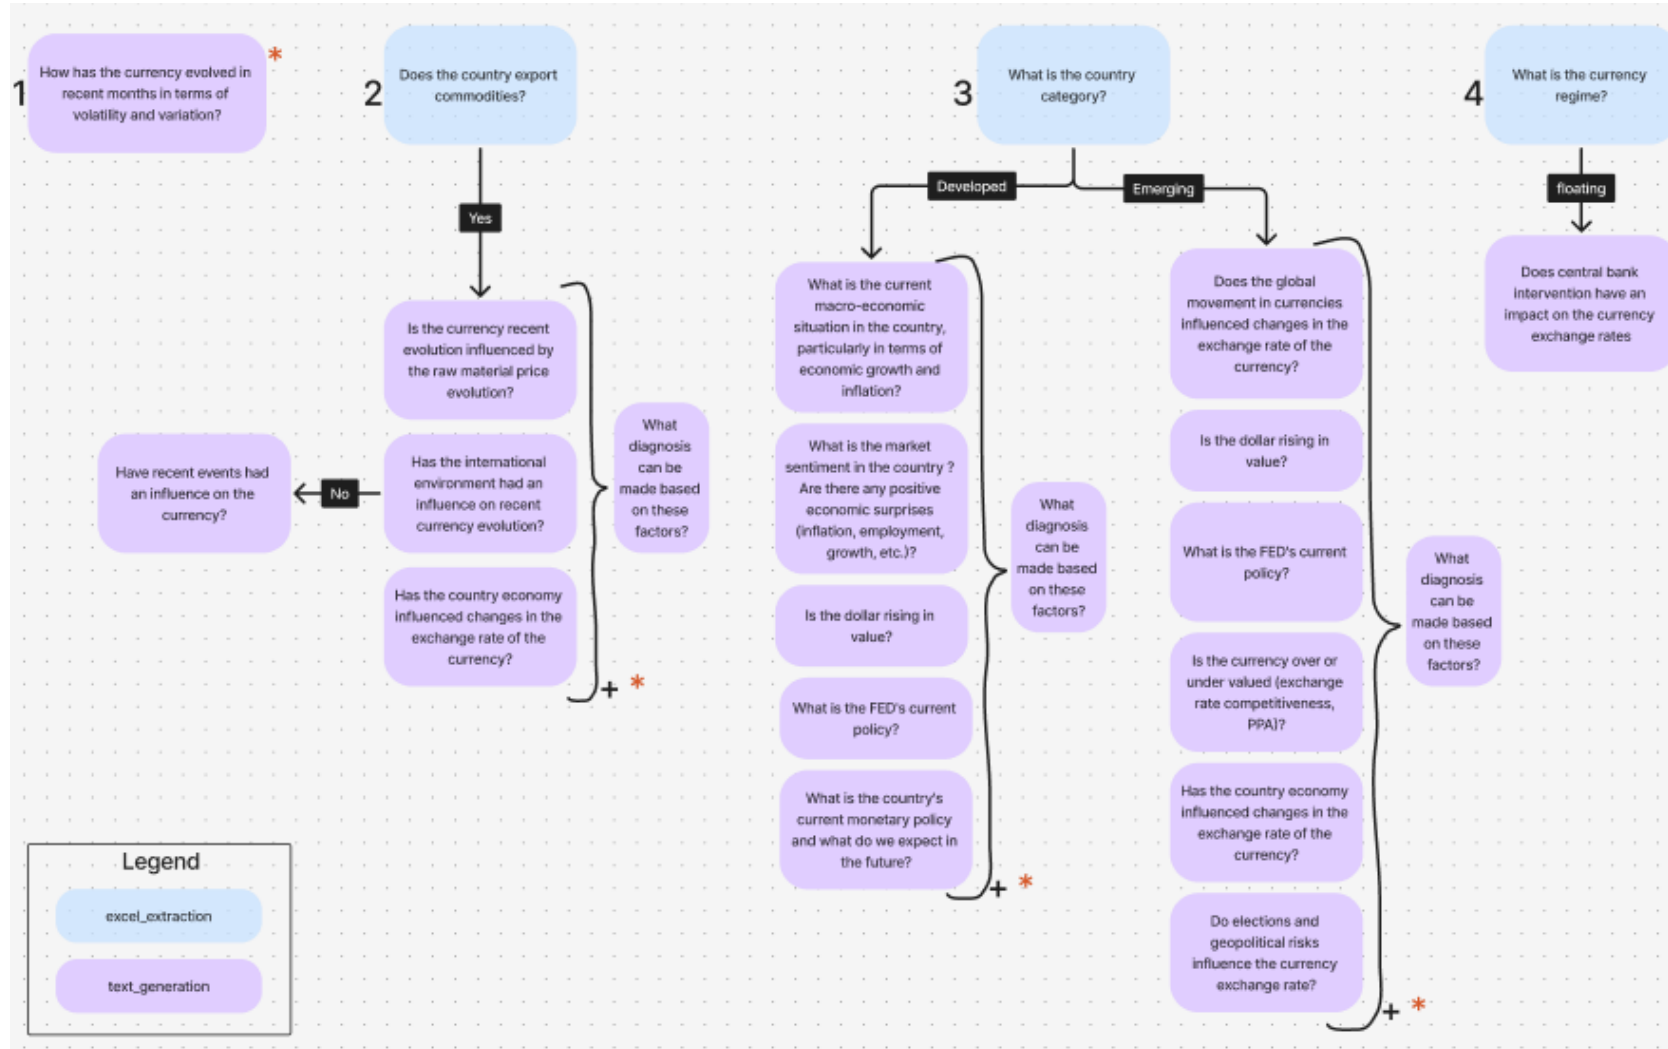 1
How has the currency evolved in
recent months in terms of
volatility and variation?
*
2
Does the country export
commodities?
Yes
Is the currency recent
evolution influenced by
the raw material price
evolution?
Has the international
environment had an
influence on recent
currency evolution?
No
Have recent events had
an influence on the
currency?
Has the country economy
influenced changes in the
exchange rate of the
currency?
What
diagnosis
can be
made based
on these
factors?
+ *
3
What is the country
category?
Developed
What is the current
macro-economic
situation in the country,
particularly in terms of
economic growth and
inflation?
What is the market
sentiment in the country ?
Are there any positive
economic surprises
(inflation, employment,
growth, etc.)?
Is the dollar rising in
value?
What is the FED's current
policy?
What is the country's
current monetary policy
and what do we expect in
the future?
What
diagnosis
can be
made based
on these
factors?
+ *
Emerging
Does the global
movement in currencies
influenced changes in the
exchange rate of the
currency?
Is the dollar rising in
value?
What is the FED's current
policy?
Is the currency over or
under valued (exchange
rate competitiveness,
PPA)?
Has the country economy
influenced changes in the
exchange rate of the
currency?
Do elections and
geopolitical risks
influence the currency
exchange rate?
What
diagnosis
can be
made based
on these
factors?
+ *
4
What is the currency
regime?
floating
Does central bank
intervention have an
impact on the currency
exchange rates
Legend
excel_extraction
text_generation